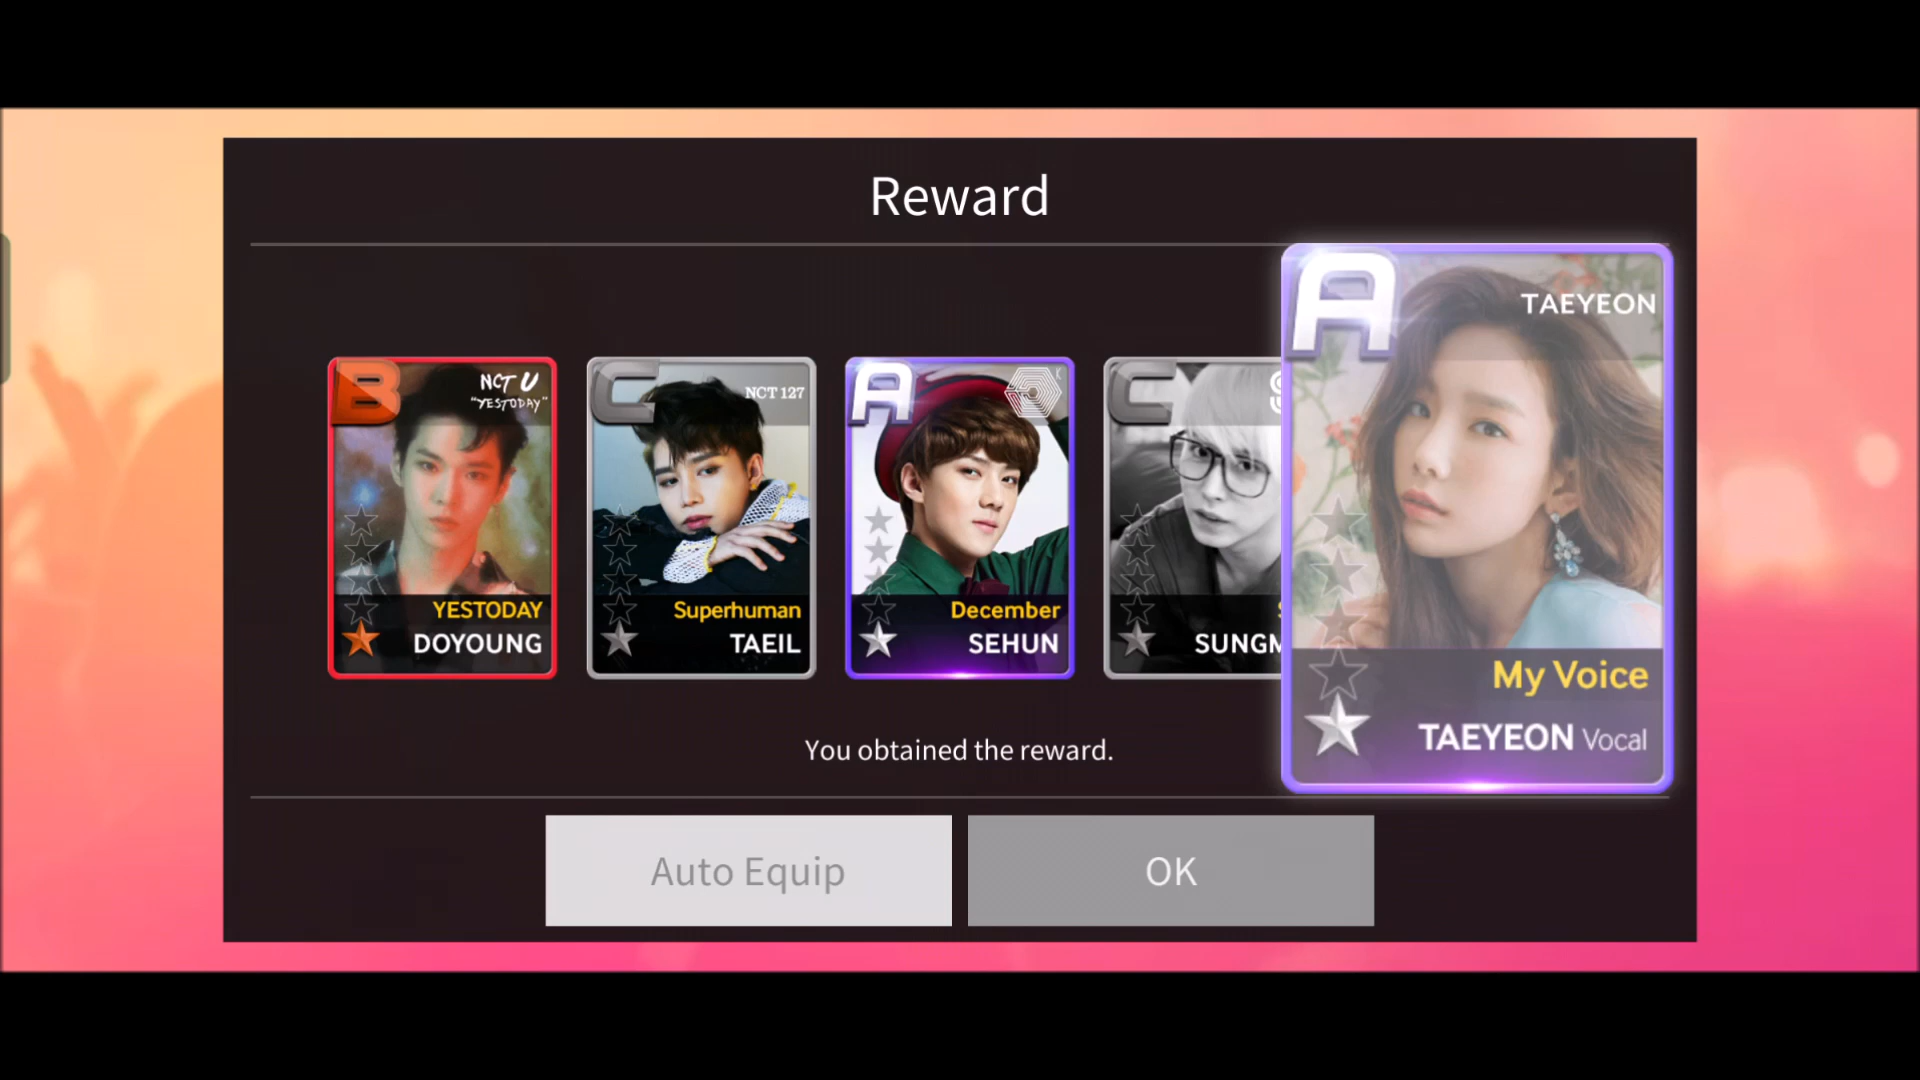 Reward
B
NCT U
"YESTODAY"
YESTODAY
DOYOUNG
C
NCT 127
Superhuman
TAEIL
A
K
December
SEHUN
C
SUNGM
A
TAEYEON
My Voice
TAEYEON Vocal
You obtained the reward.
Auto Equip
OK